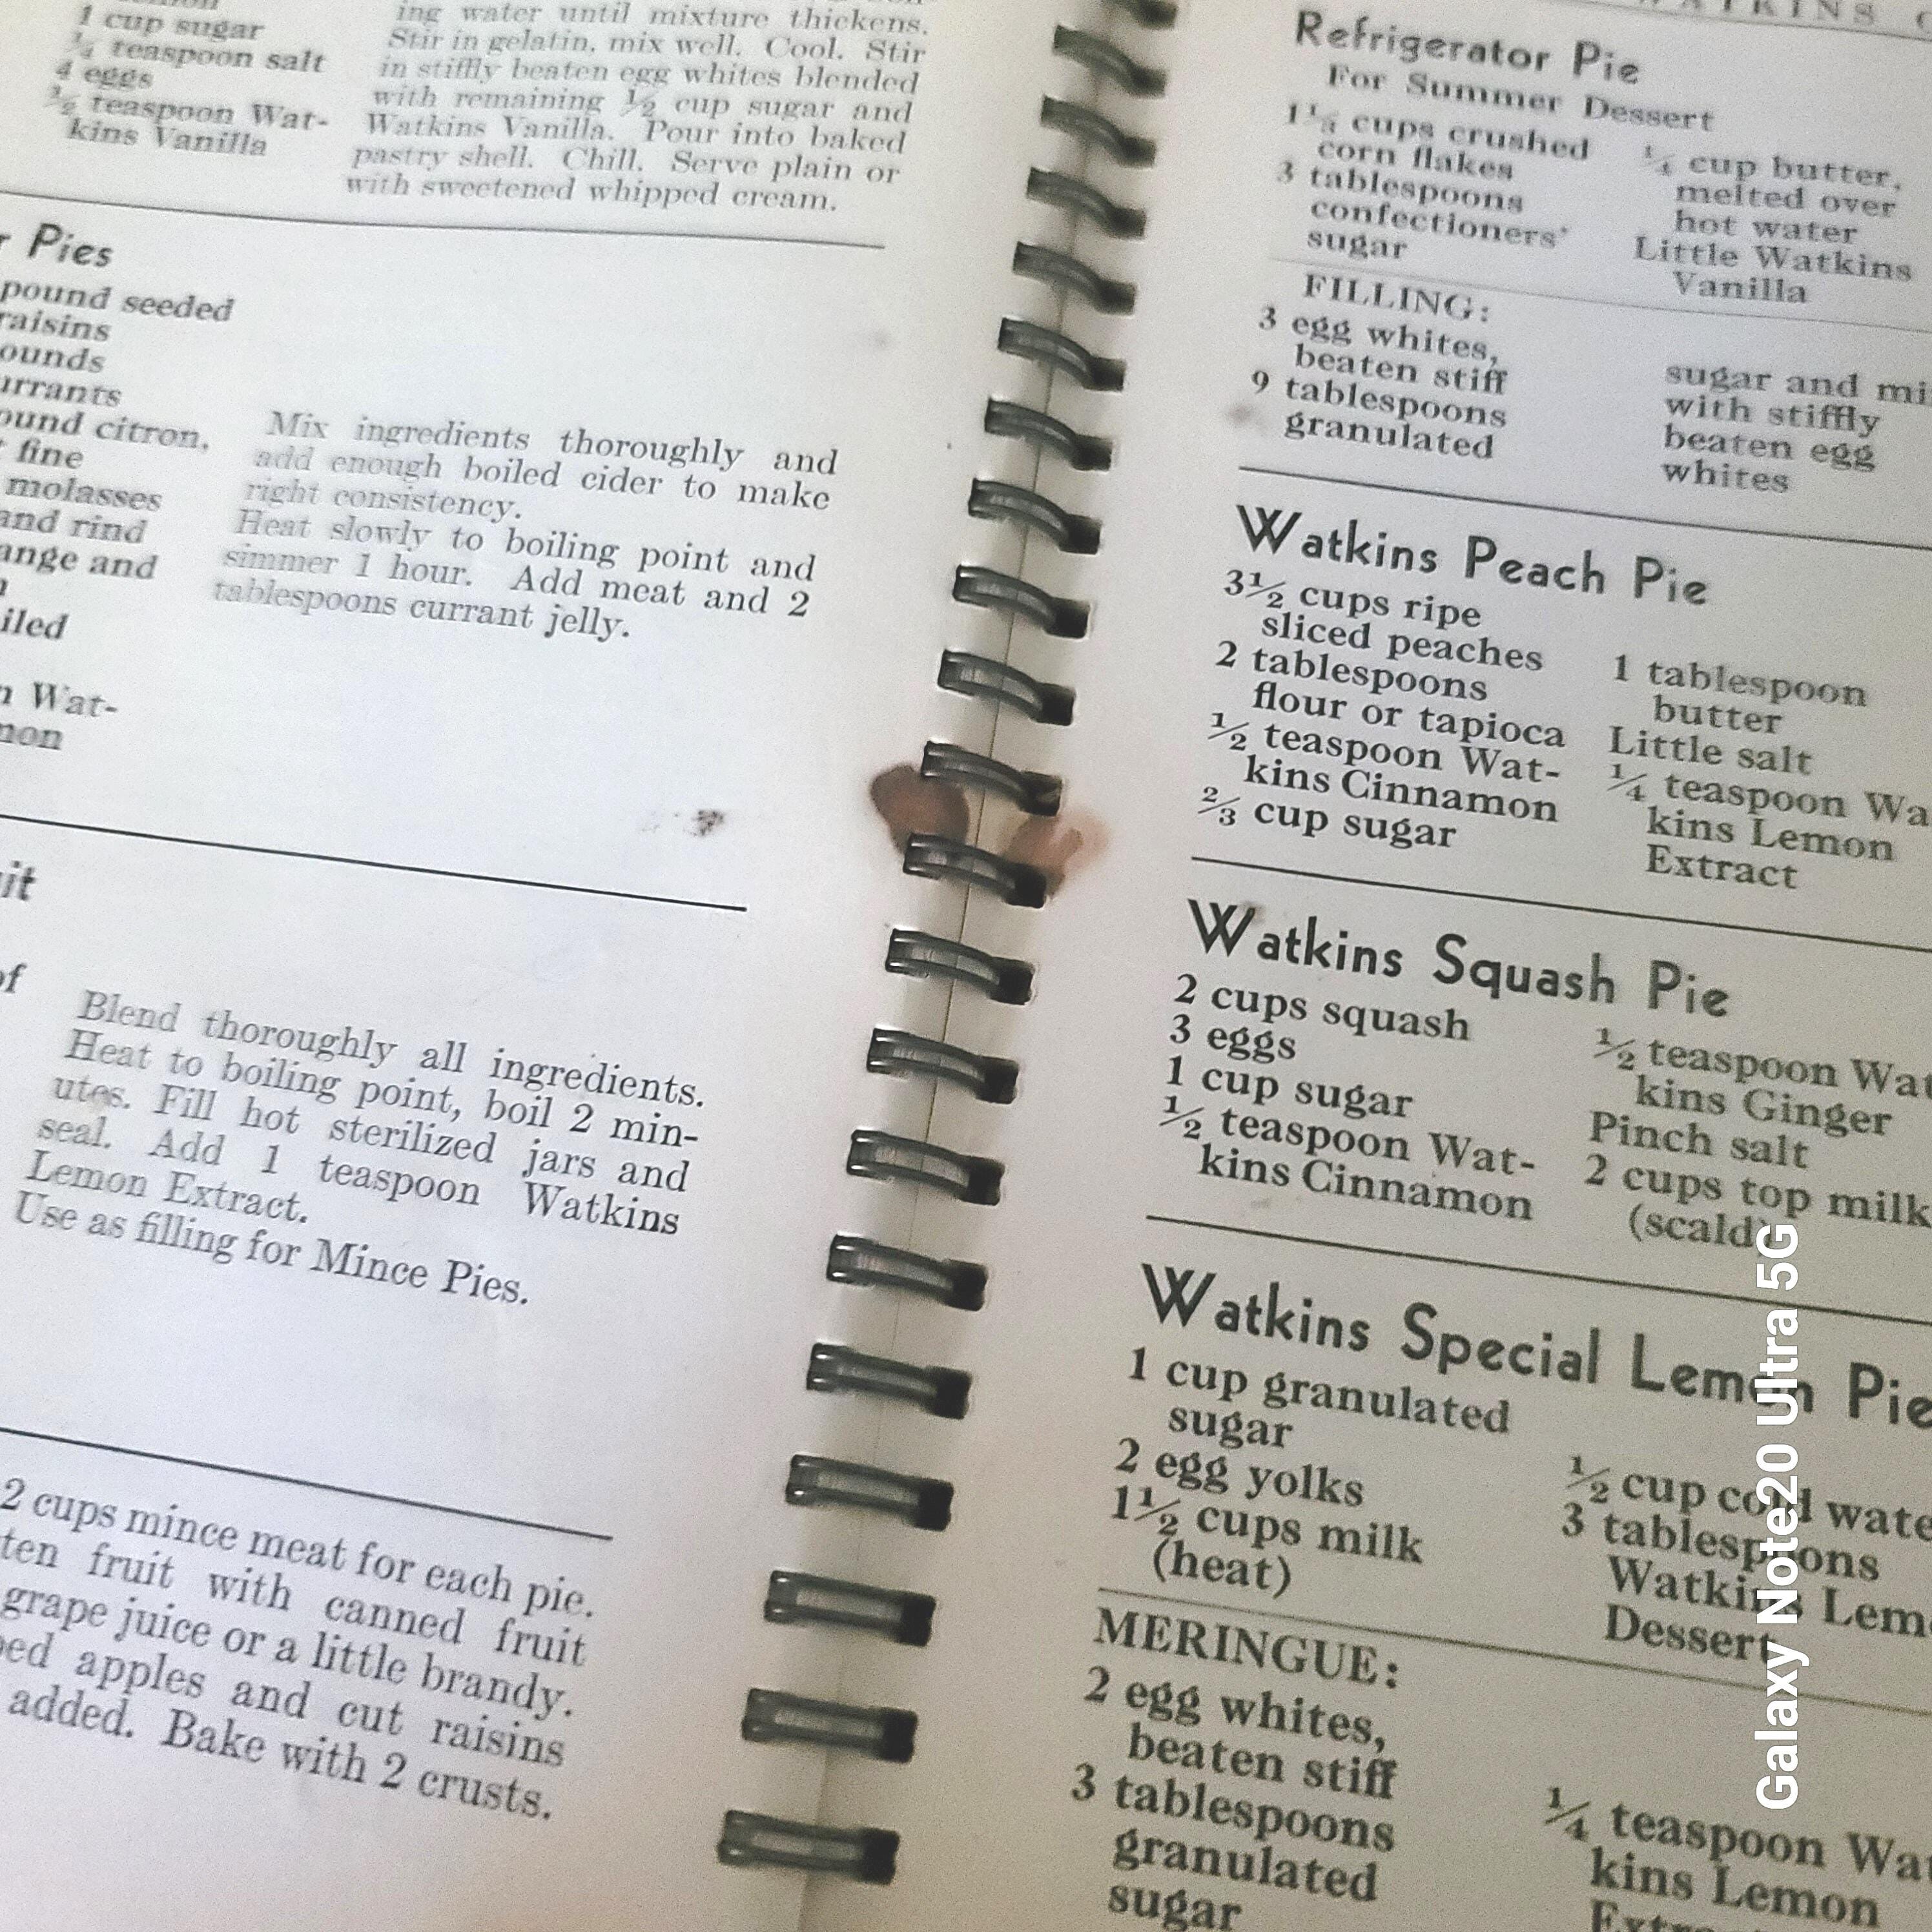 1 cup sugar
¼ teaspoon salt
4 eggs
½ teaspoon Wat-
kins Vanilla
ing water until mixture thickens.
Stir in gelatin, mix well. Cool. Stir
in stiffly beaten egg whites blended
with remaining ½ cup sugar and
Watkins Vanilla. Pour into baked
pastry shell. Chill. Serve plain or
with sweetened whipped cream.
Pies
pound seeded
raisins
ounds
urrants
ound citron,
fine
molasses
and rind
ange and
iled
Wat-
mon
Mix ingredients thoroughly and
add enough boiled cider to make
right consistency.
Heat slowly to boiling point and
simmer 1 hour. Add meat and 2
tablespoons currant jelly.
it
of
Blend thoroughly all ingredients.
Heat to boiling point, boil 2 min-
utes. Fill hot sterilized jars and
seal. Add 1 teaspoon Watkins
Lemon Extract.
Use as filling for Mince Pies.
2 cups mince meat for each pie.
ten fruit with canned fruit
grape juice or a little brandy.
ped apples and cut raisins
added. Bake with 2 crusts.
WATKINS
Refrigerator Pie
For Summer Dessert
cups crushed
corn flakes
3 tablespoons
confectioners'
sugar
¼ cup butter,
melted over
hot water
Little Watkins
Vanilla
FILLING:
3 egg whites,
beaten stiff
9 tablespoons
granulated
sugar and mi
with stiffly
beaten egg
whites
Watkins Peach Pie
3½ cups ripe
sliced peaches
2 tablespoons
flour or tapioca
½ teaspoon Wat-
kins Cinnamon
⅔ cup sugar
1 tablespoon
butter
Little salt
¼ teaspoon Wa
kins Lemon
Extract
Watkins Squash Pie
2 cups squash
3 eggs
1 cup sugar
½ teaspoon Wat-
kins Cinnamon
½ teaspoon Wat
kins Ginger
Pinch salt
2 cups top milk
(scald)
Watkins Special Lemon Pie
1 cup granulated
sugar
2 egg yolks
1½ cups milk
(heat)
½ cup cold wate
3 tablespoons
Watkins Lem
Dessert
MERINGUE:
2 egg whites,
beaten stiff
3 tablespoons
granulated
sugar
¼ teaspoon Wat
kins Lemon
Extra
Galaxy Note20 Ultra 5G